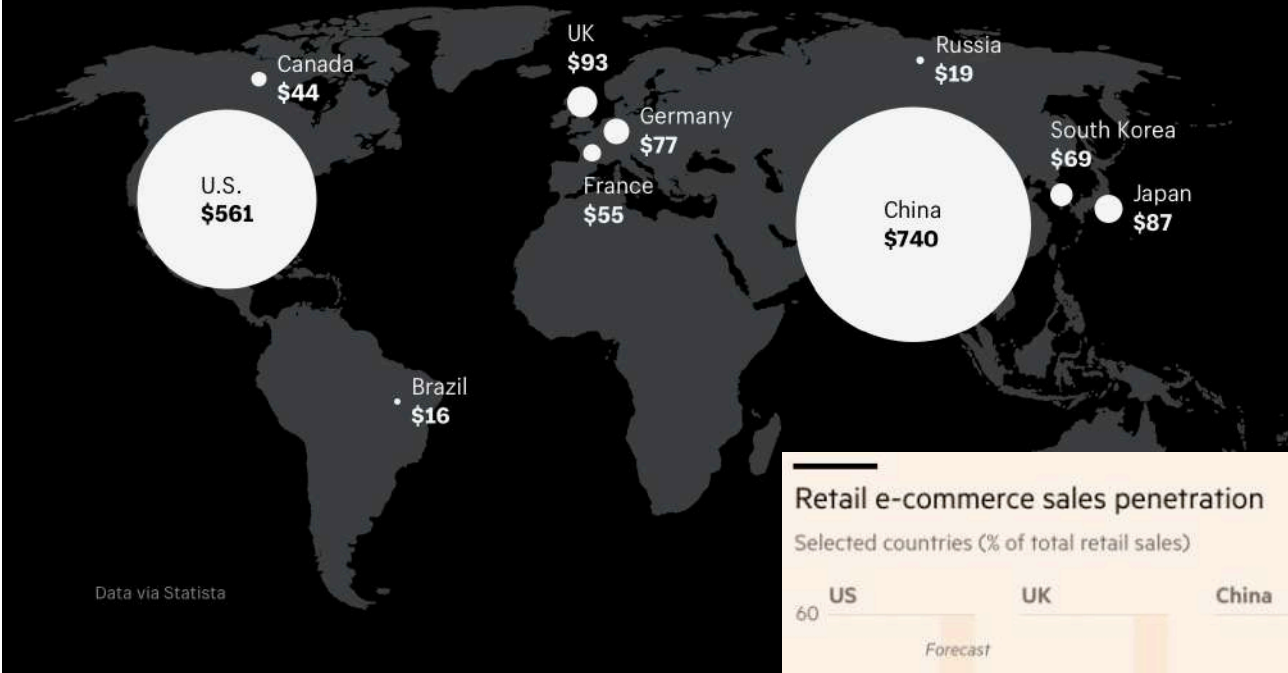 Canada
$44
U.S.
$561
UK
$93
Germany
$77
France
$55
Russia
$19
China
$740
South Korea
$69
Japan
$87
Brazil
$16
Data via Statista
Retail e-commerce sales penetration
Selected countries (% of total retail sales)
US UK China
60
Forecast